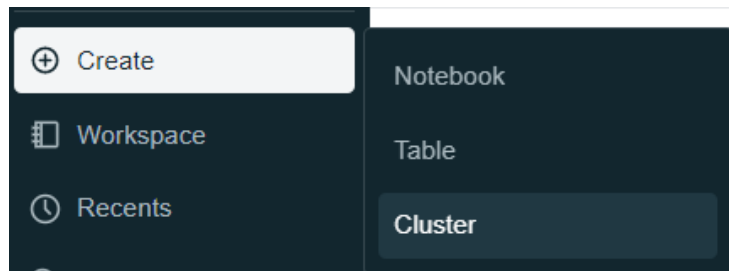 Create
Workspace
Recents
Notebook
Table
Cluster